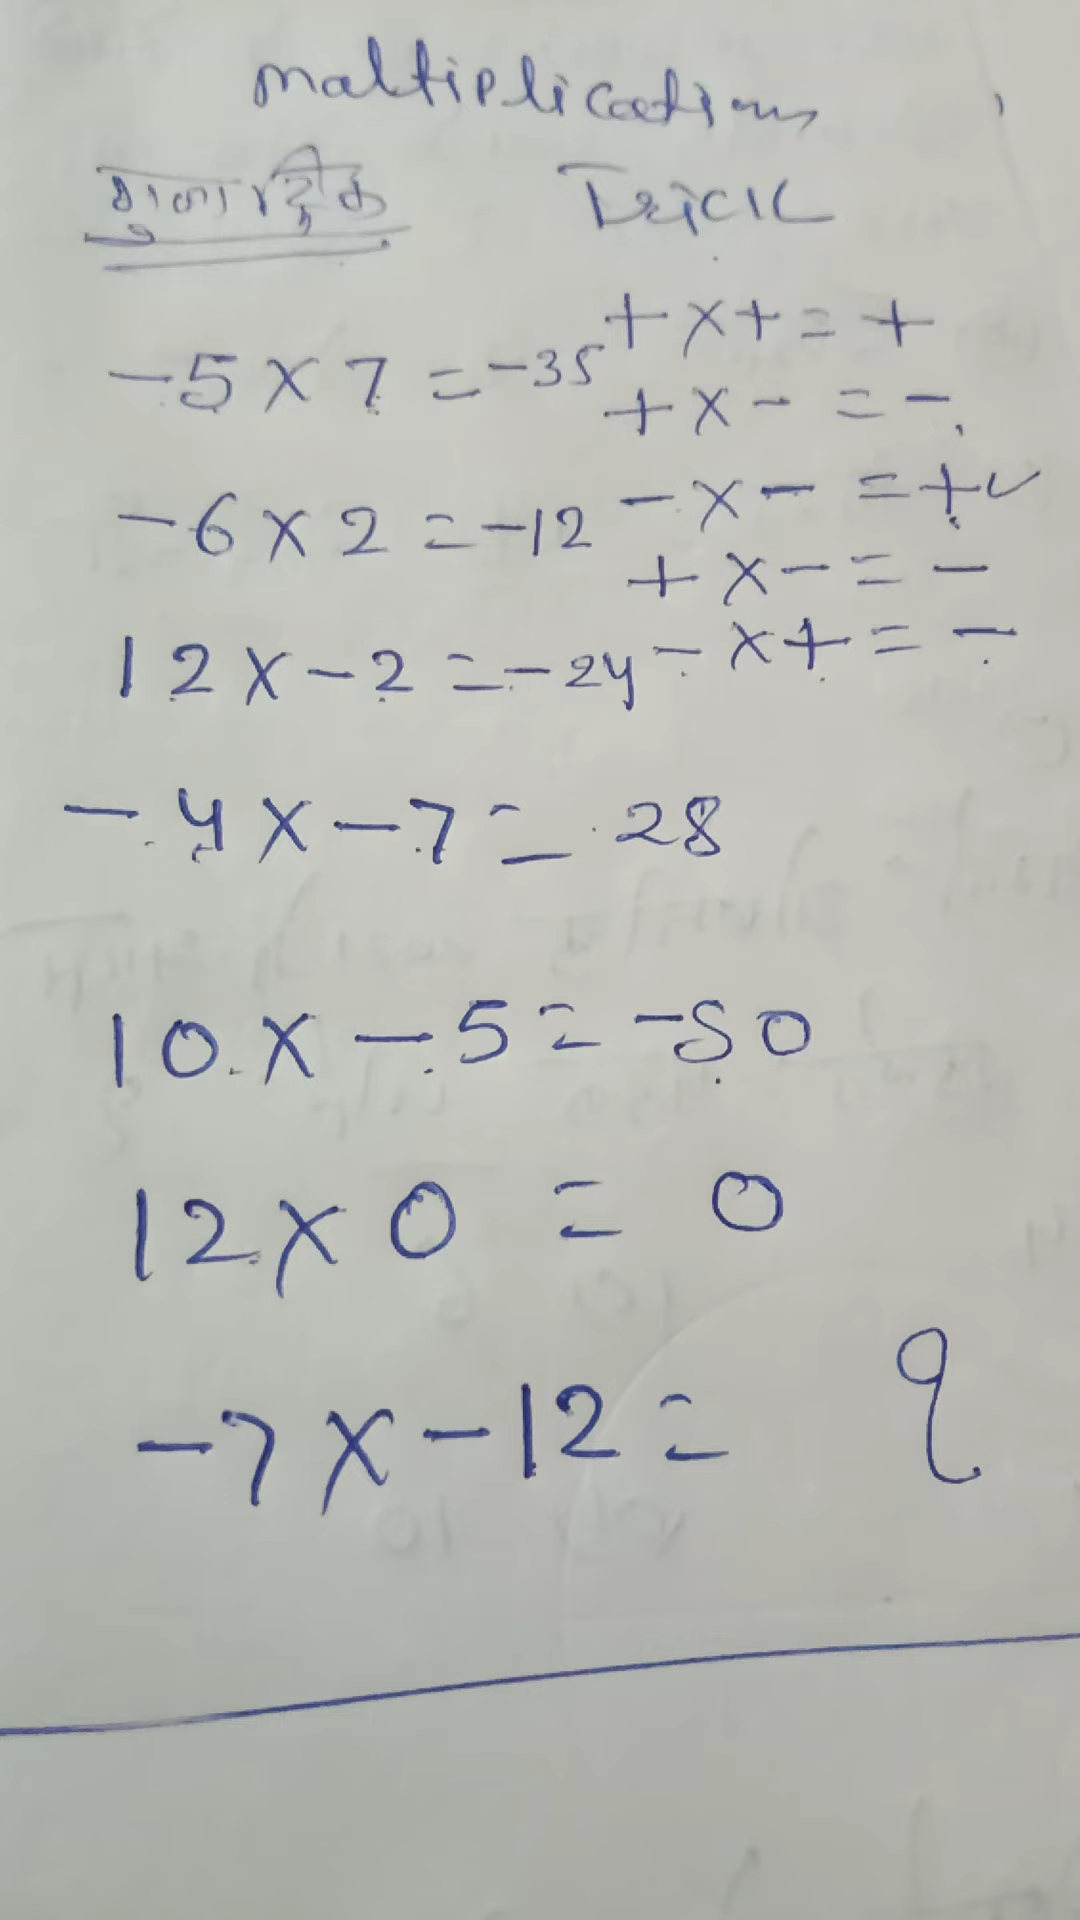 maltiplications
गुणा ट्रिक Trick
+ x + = +
-5 x 7 = -35
+ x - = -
- x - = + ✓
-6 x 2 = -12
+ x - = -
12 x -2 = -24
- x + = -
-4 x -7 = 28
10 x -5 = -50
12 x 0 = 0
-7 x -12 = ?